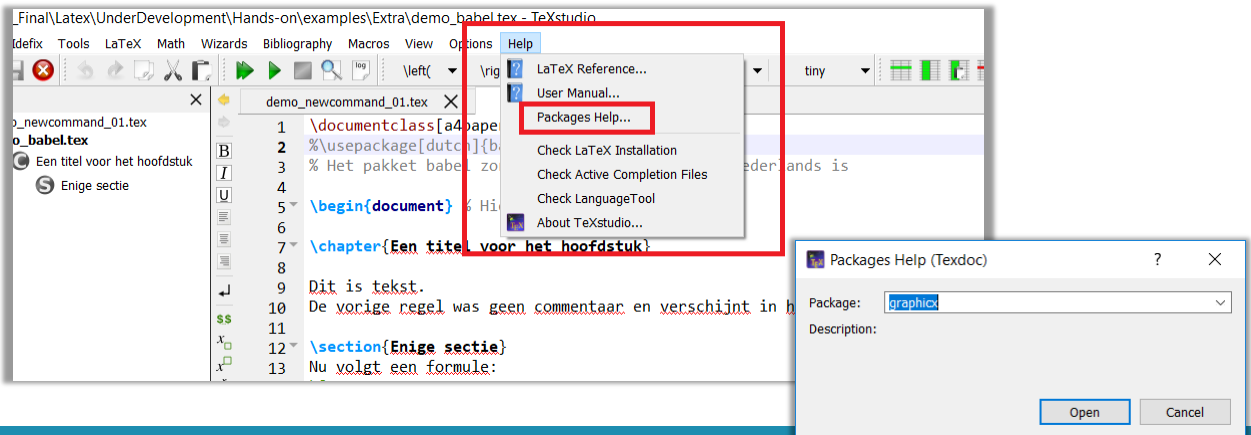 _Final\Latex\UnderDevelopment\Hands-on\examples\Extra\demo_babel.tex - TeXstudio
Idefix Tools LaTeX Math Wizards Bibliography Macros View Options Help
log \left( tiny
LaTeX Reference...
User Manual...
Packages Help...
Check LaTeX Installation
Check Active Completion Files
Check LanguageTool
About TeXstudio...
demo_newcommand_01.tex
o_newcommand_01.tex
o_babel.tex
C Een titel voor het hoofdstuk
S Enige sectie
B
I
U
$$
1 \documentclass[a4paper
2 %\usepackage[dutch]{ba
3 % Het pakket babel zor ederlands is
4
5 \begin{document} % Hi
6
7 \chapter{Een titel voor het hoofdstuk}
8
9 Dit is tekst.
10 De vorige regel was geen commentaar en verschijnt in h
11
12 \section{Enige sectie}
13 Nu volgt een formule:
Packages Help (Texdoc) ?
Package: graphicx
Description:
Open Cancel